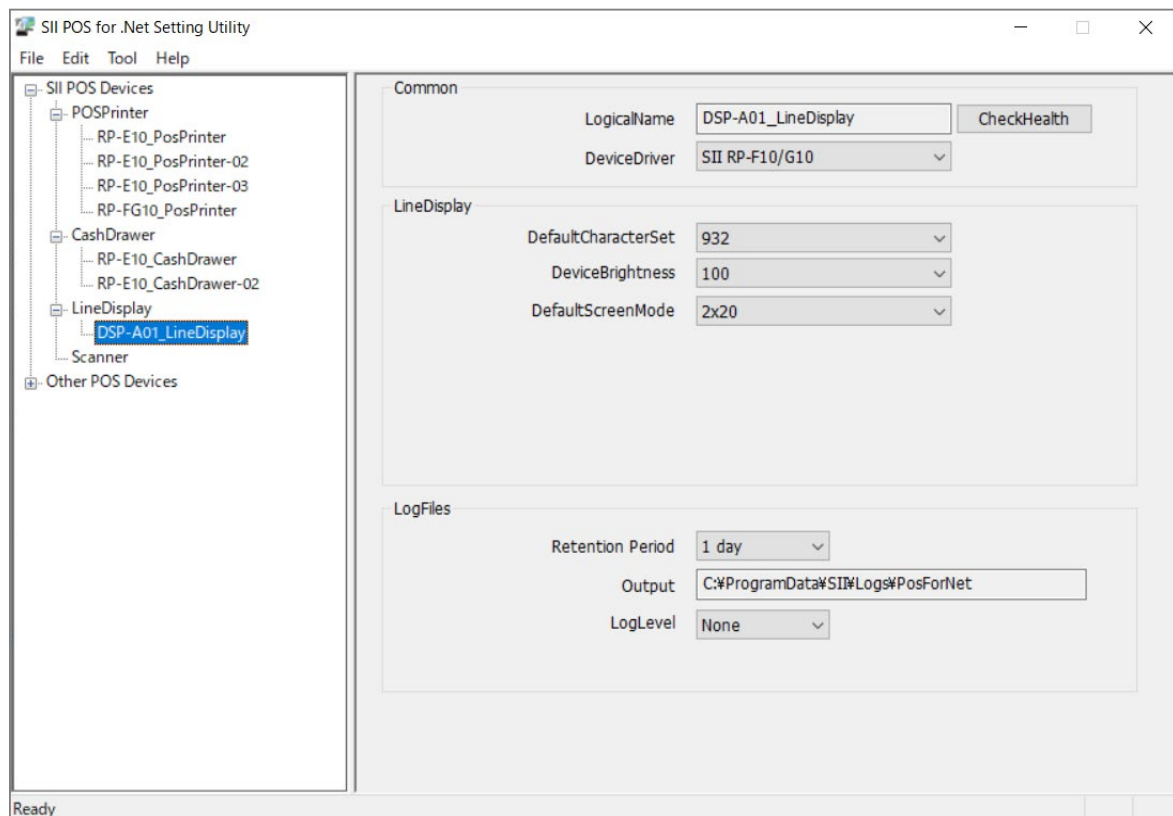 SII POS for .Net Setting Utility
File Edit Tool Help
SII POS Devices
POSPrinter
RP-E10_PosPrinter
RP-E10_PosPrinter-02
RP-E10_PosPrinter-03
RP-FG10_PosPrinter
CashDrawer
RP-E10_CashDrawer
RP-E10_CashDrawer-02
LineDisplay
DSP-A01_LineDisplay
Scanner
Other POS Devices
Common
LogicalName DSP-A01_LineDisplay CheckHealth
DeviceDriver SII RP-F10/G10
LineDisplay
DefaultCharacterSet 932
DeviceBrightness 100
DefaultScreenMode 2x20
LogFiles
Retention Period 1 day
Output C:¥ProgramData¥SII¥Logs¥PosForNet
LogLevel None
Ready